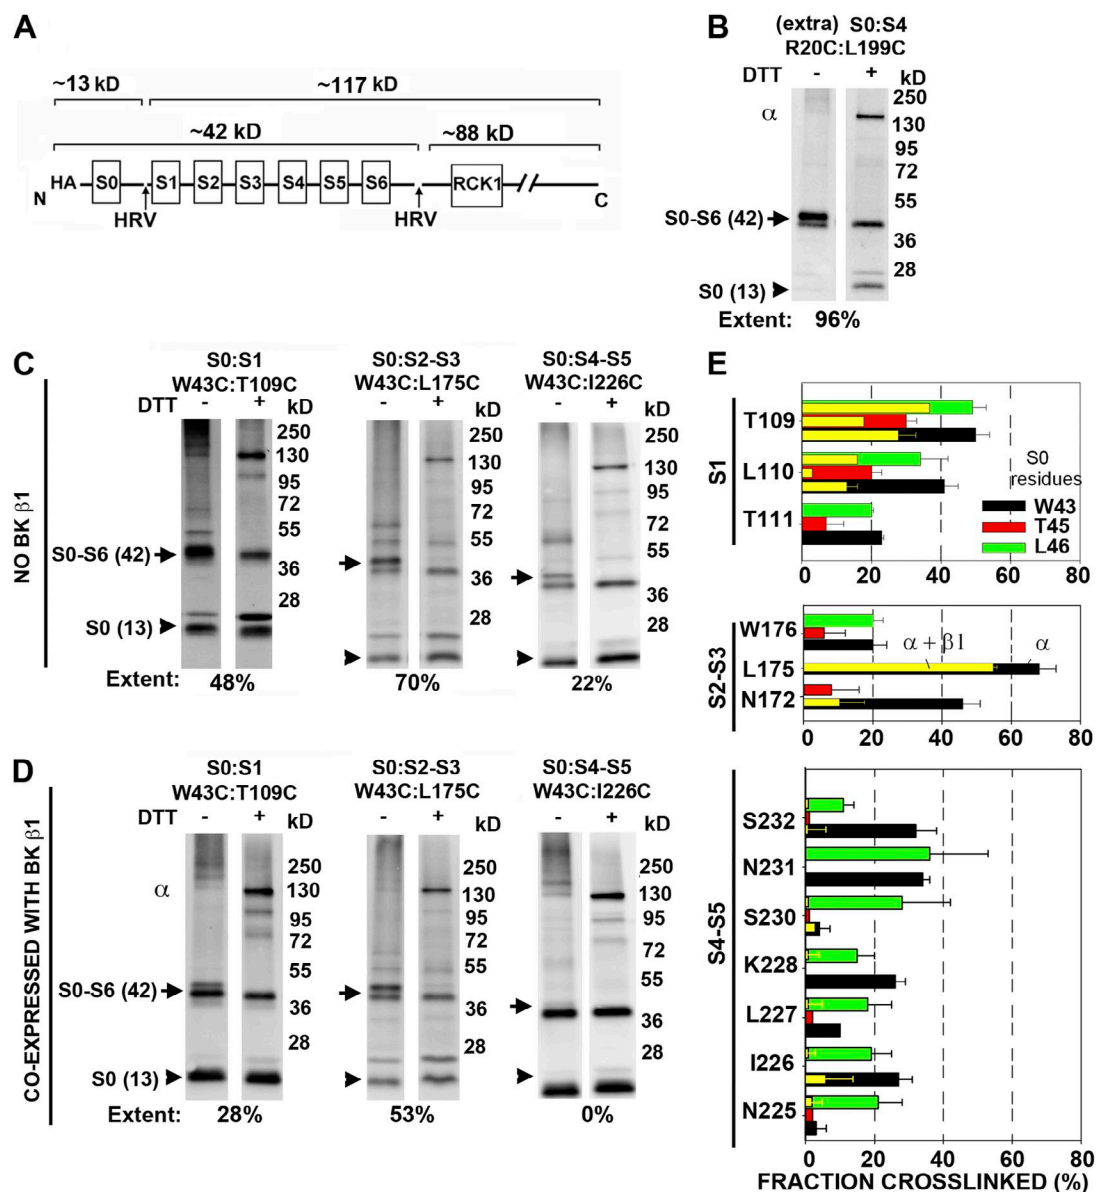 A
~13 kD
~117 kD
~42 kD
~88 kD
N HA S0 S1 S2 S3 S4 S5 S6 RCK1 C
HRV HRV
B
(extra) S0:S4
R20C:L199C
DTT - + kD
α
250
130
95
72
55
S0-S6 (42)
36
28
S0 (13)
Extent: 96%
C
NO BK β1
S0:S1 S0:S2-S3 S0:S4-S5
W43C:T109C W43C:L175C W43C:I226C
DTT - + kD - + kD - + kD
250 250 250
130 130 130
95 95 95
72 72 72
55 55 55
S0-S6 (42)
36 36 36
28 28 28
S0 (13)
Extent: 48% 70% 22%
D
CO-EXPRESSED WITH BK β1
S0:S1 S0:S2-S3 S0:S4-S5
W43C:T109C W43C:L175C W43C:I226C
DTT - + kD - + kD - + kD
250 250 250
α 130 130 130
95 95 95
72 72 72
55 55 55
S0-S6 (42)
36 36 36
28 28 28
S0 (13)
Extent: 28% 53% 0%
E
S1
T109
L110
T111
S0
residues
W43
T45
L46
0 20 40 60 80
S2-S3
W176
L175
N172
α + β1 α
0 20 40 60 80
S4-S5
S232
N231
S230
K228
L227
I226
N225
0 20 40 60 80
FRACTION CROSSLINKED (%)